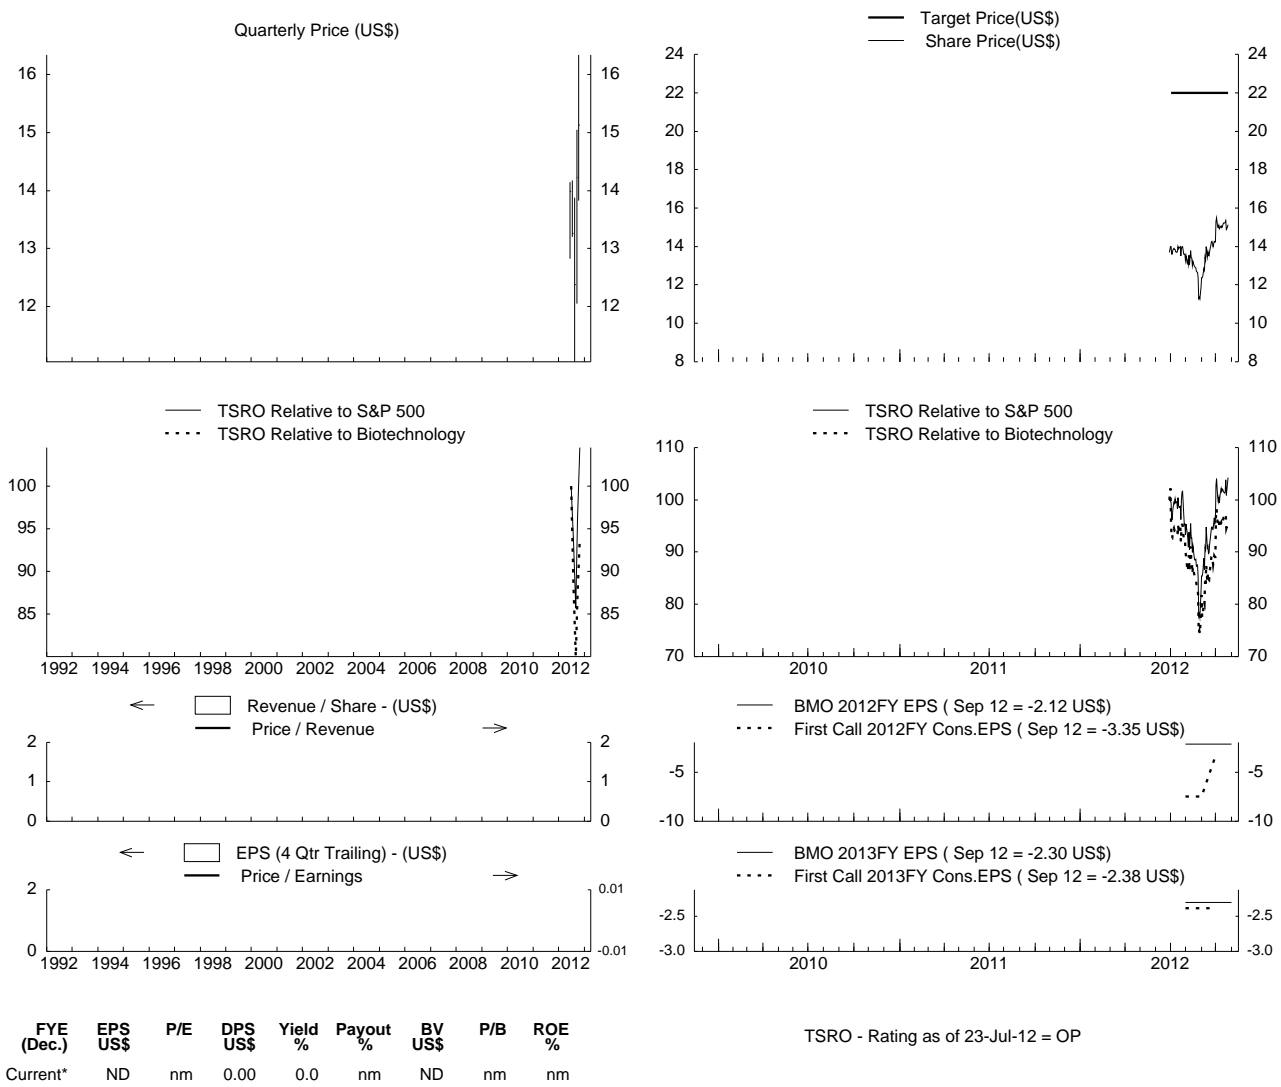 Quarterly Price (US$)
16 16
15 15
14 14
13 13
12 12
Target Price(US$)
Share Price(US$)
24 24
22 22
20 20
18 18
16 16
14 14
12 12
10 10
8 8
TSRO Relative to S&P 500
TSRO Relative to Biotechnology
100 100
95 95
90 90
85 85
1992 1994 1996 1998 2000 2002 2004 2006 2008 2010 2012
TSRO Relative to S&P 500
TSRO Relative to Biotechnology
110 110
100 100
90 90
80 80
70 70
2010 2011 2012
Revenue / Share - (US$)
Price / Revenue
2 2
1 1
0 0
BMO 2012FY EPS ( Sep 12 = -2.12 US$)
First Call 2012FY Cons.EPS ( Sep 12 = -3.35 US$)
-5 -5
-10 -10
EPS (4 Qtr Trailing) - (US$)
Price / Earnings
2 0.01
0 -0.01
1992 1994 1996 1998 2000 2002 2004 2006 2008 2010 2012
BMO 2013FY EPS ( Sep 12 = -2.30 US$)
First Call 2013FY Cons.EPS ( Sep 12 = -2.38 US$)
-2.5 -2.5
-3.0 -3.0
2010 2011 2012
FYE EPS P/E DPS Yield Payout BV P/B ROE
(Dec.) US$ US$ % % US$ %
Current* ND nm 0.00 0.0 nm ND nm nm
TSRO - Rating as of 23-Jul-12 = OP